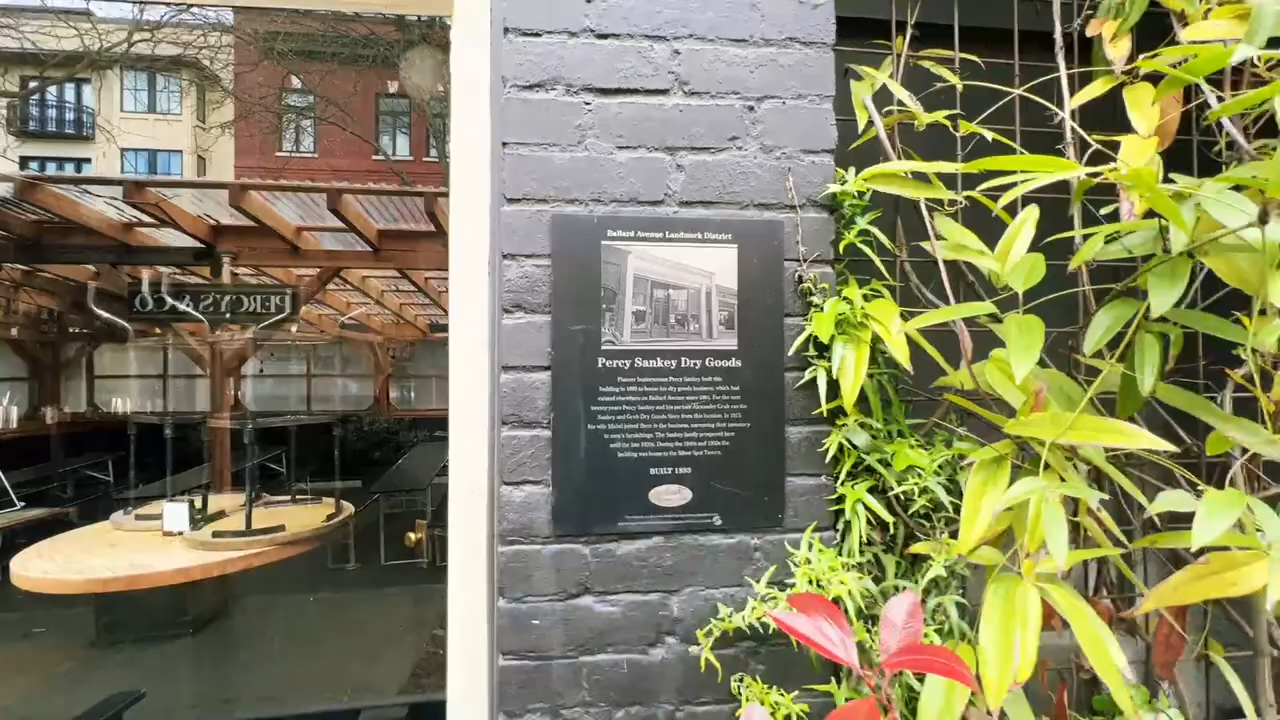 PERCY'S & CO.
Ballard Avenue Landmark District
Percy Sankey Dry Goods
Pioneer businessman Percy Sankey built this
building in 1893 to house his dry goods business, which had
existed elsewhere on Ballard Avenue since 1891. For the next
twenty years Percy Sankey and his partner Alexander Grub ran the
Sankey and Grub Dry Goods Story from this location. In 1915
his wife Mabel joined them in the business, narrowing their inventory
to men's furnishings. The Sankey family prospered here
until the late 1920s. During the 1940s and 1950s the
building was home to the Silver Spot Tavern.
BUILT 1893